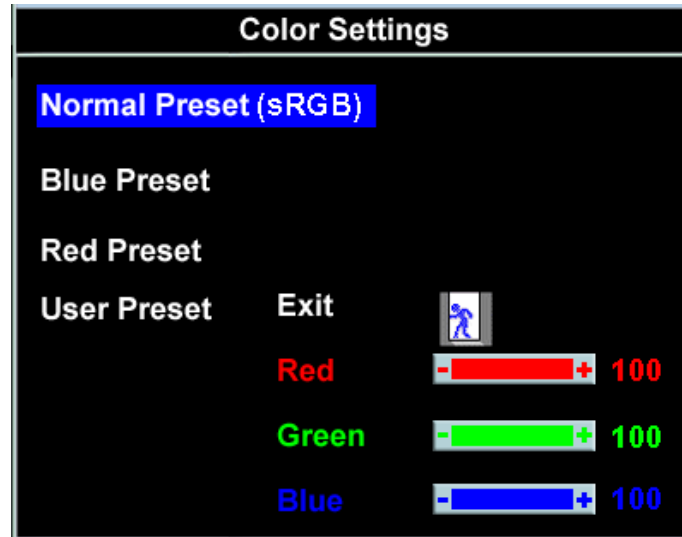 Color Settings
Normal Preset (sRGB)
Blue Preset
Red Preset
User Preset Exit
Red - + 100
Green - + 100
Blue - + 100